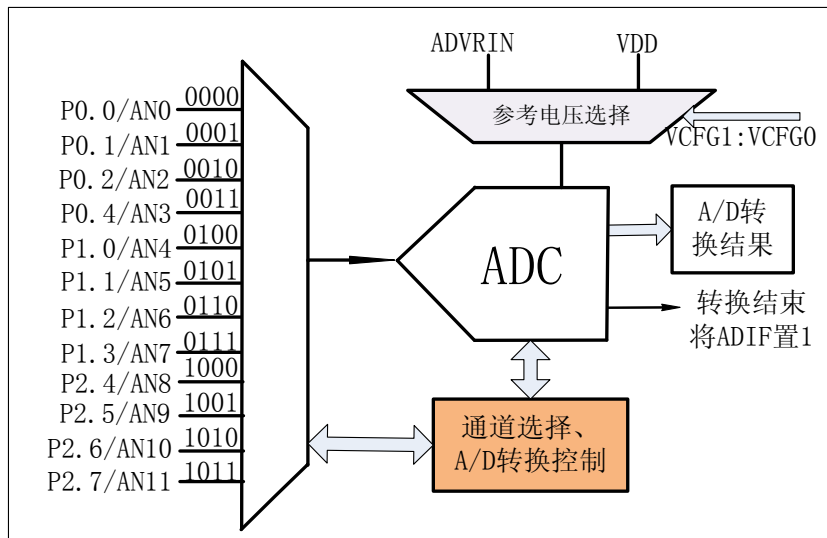 ADVRIN VDD
参考电压选择
VCFG1:VCFG0
P0.0/AN0 0000
P0.1/AN1 0001
P0.2/AN2 0010
P0.4/AN3 0011
P1.0/AN4 0100
P1.1/AN5 0101
P1.2/AN6 0110
P1.3/AN7 0111
P2.4/AN8 1000
P2.5/AN9 1001
P2.6/AN10 1010
P2.7/AN11 1011
ADC
A/D转
换结果
转换结束
将ADIF置1
通道选择、
A/D转换控制